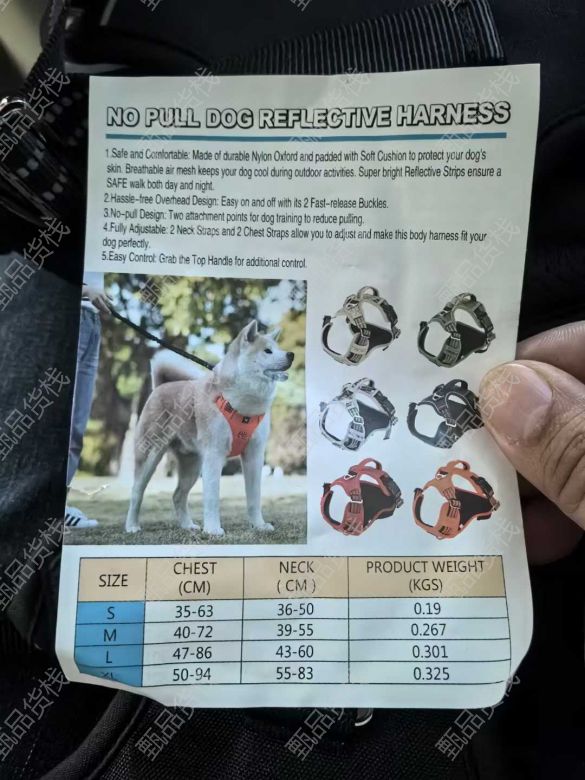 NO PULL DOG REFLECTIVE HARNESS
1.Safe and Comfortable: Made of durable Nylon Oxford and padded with Soft Cushion to protect your dog's
skin. Breathable air mesh keeps your dog cool during outdoor activities. Super bright Reflective Strips ensure a
SAFE walk both day and night.
2.Hassle-free Overhead Design: Easy on and off with its 2 Fast-release Buckles.
3.No-pull Design: Two attachment points for dog training to reduce pulling.
4.Fully Adjustable: 2 Neck Straps and 2 Chest Straps allow you to adjust and make this body harness fit your
dog perfectly.
5.Easy Control: Grab the Top Handle for additional control.
SIZE CHEST (CM) NECK ( CM ) PRODUCT WEIGHT (KGS)
S 35-63 36-50 0.19
M 40-72 39-55 0.267
L 47-86 43-60 0.301
XL 50-94 55-83 0.325
甄品货栈